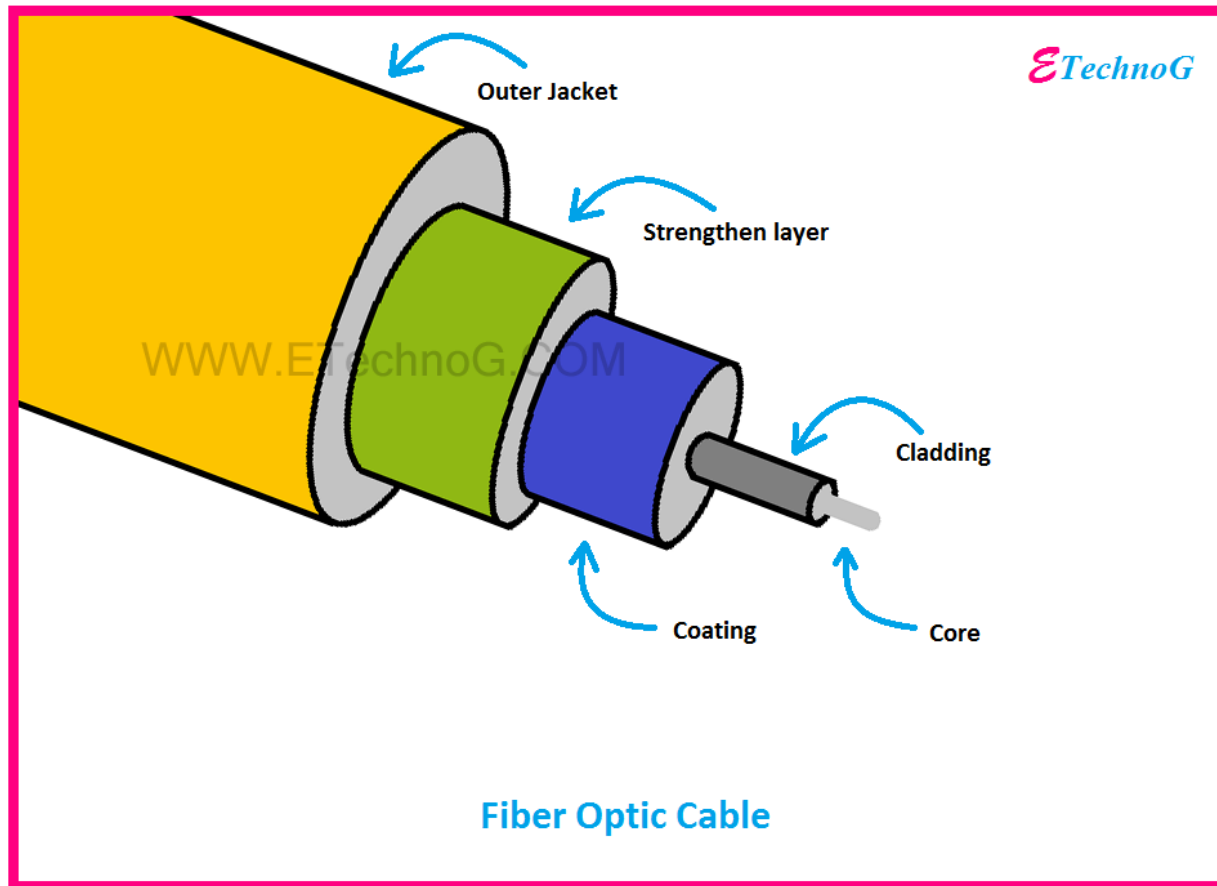 ETechnoG
Outer Jacket
Strengthen layer
WWW.ETechnoG.COM
Cladding
Coating
Core
Fiber Optic Cable